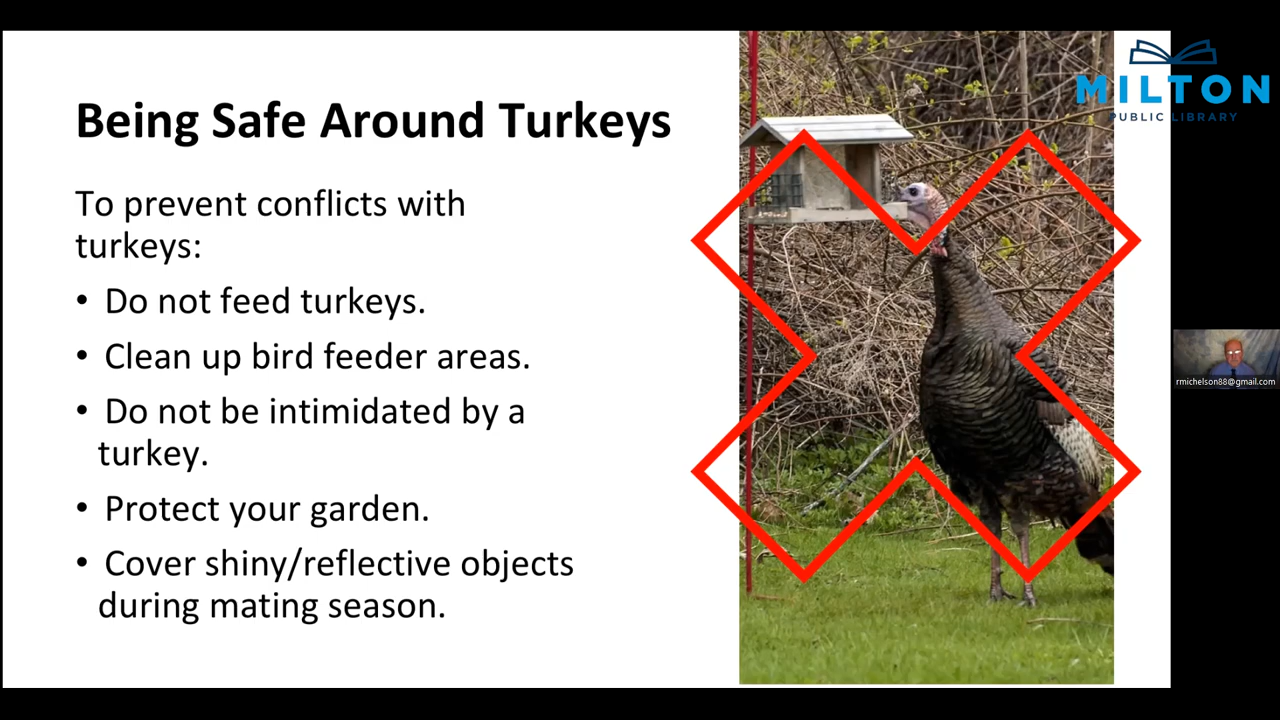 Being Safe Around Turkeys
To prevent conflicts with
turkeys:
• Do not feed turkeys.
• Clean up bird feeder areas.
• Do not be intimidated by a
turkey.
• Protect your garden.
• Cover shiny/reflective objects
during mating season.
MILTON
PUBLIC LIBRARY
rmichelson88@gmail.com